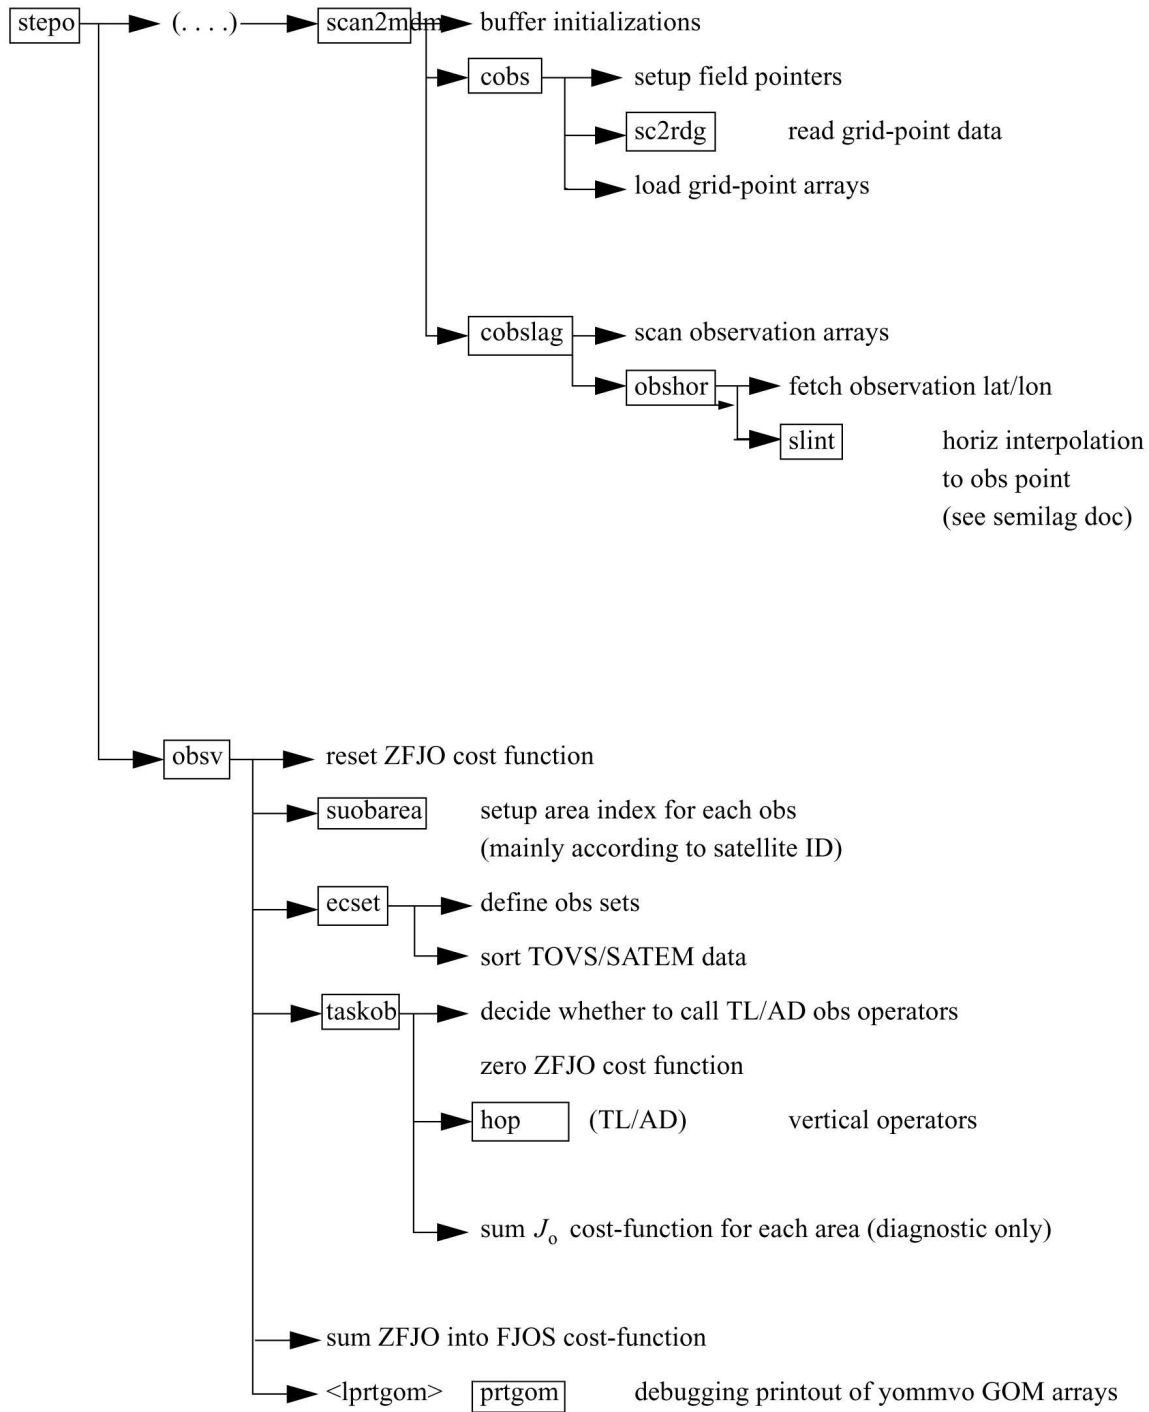 stepo (. . . .) scan2mdm buffer initializations
cobs setup field pointers
sc2rdg read grid-point data
load grid-point arrays
cobslag scan observation arrays
obshor fetch observation lat/lon
slint horiz interpolation
to obs point
(see semilag doc)
obsv reset ZFJO cost function
suobarea setup area index for each obs
(mainly according to satellite ID)
ecset define obs sets
sort TOVS/SATEM data
taskob decide whether to call TL/AD obs operators
zero ZFJO cost function
hop (TL/AD) vertical operators
sum Jo cost-function for each area (diagnostic only)
sum ZFJO into FJOS cost-function
<lprtgom> prtgom debugging printout of yommvo GOM arrays